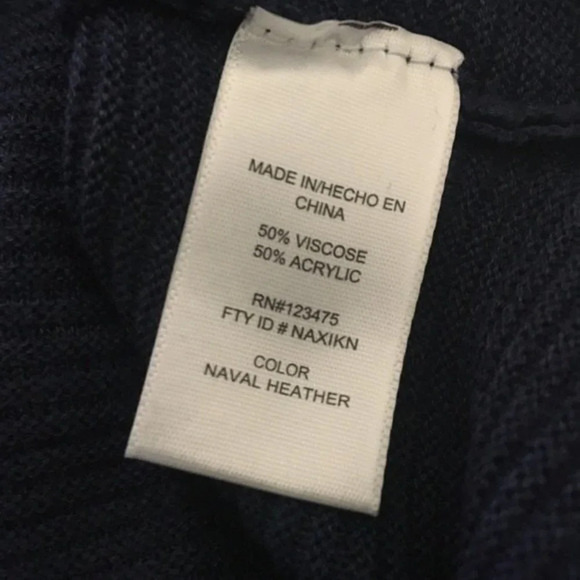 MADE IN/HECHO EN
CHINA
50% VISCOSE
50% ACRYLIC
RN#123475
FTY ID # NAXIKN
COLOR
NAVAL HEATHER